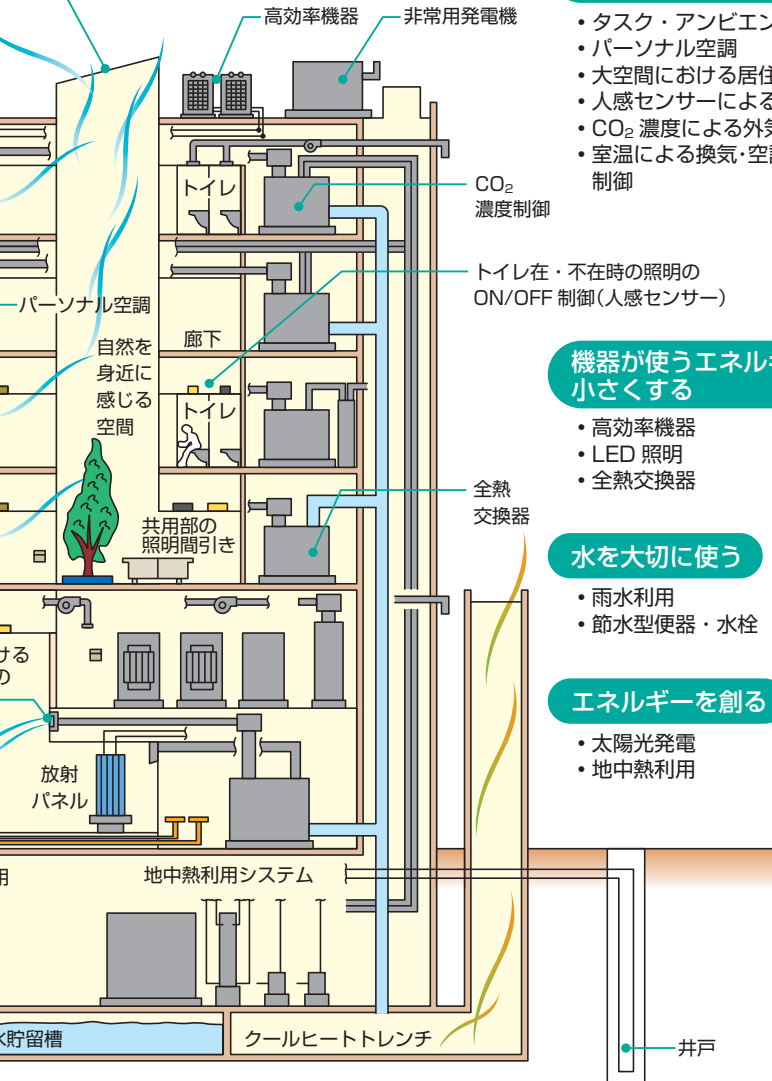 高効率機器
非常用発電機
トイレ
CO₂
濃度制御
トイレ在・不在時の照明の
ON/OFF 制御(人感センサー)
パーソナル空調
自然を
身近に
感じる
空間
廊下
トイレ
全熱
交換器
共用部の
照明間引き
ける
の
放射
パネル
用
地中熱利用システム
水貯留槽
クールヒートトレンチ
井戸
・タスク・アンビエン
・パーソナル空調
・大空間における居住
・人感センサーによる
・CO₂ 濃度による外気
・室温による換気・空調
制御
機器が使うエネルギ
小さくする
・高効率機器
・LED 照明
・全熱交換器
水を大切に使う
・雨水利用
・節水型便器・水栓
エネルギーを創る
・太陽光発電
・地中熱利用